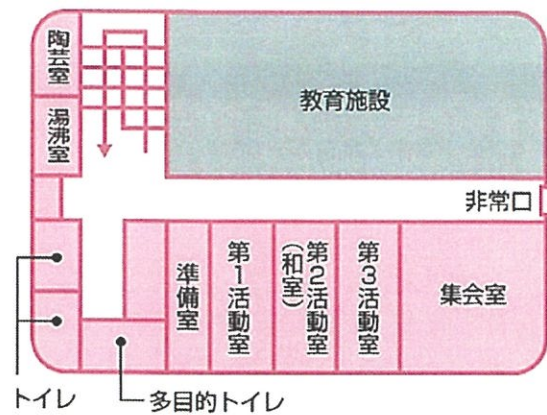 陶芸室
湯沸室
教育施設
非常口
準備室
第1活動室
第2活動室
(和室)
第3活動室
集会室
トイレ
多目的トイレ